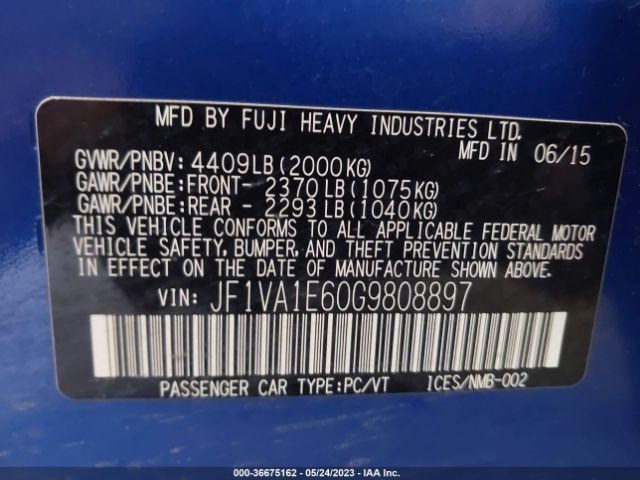 MFD BY FUJI HEAVY INDUSTRIES LTD.
MFD IN 06/15
GVWR/PNBV: 4409LB(2000KG)
GAWR/PNBE:FRONT- 2370LB(1075KG)
GAWR/PNBE:REAR - 2293LB(1040KG)
THIS VEHICLE CONFORMS TO ALL APPLICABLE FEDERAL MOTOR
VEHICLE SAFETY, BUMPER, AND THEFT PREVENTION STANDARDS
IN EFFECT ON THE DATE OF MANUFACTURE SHOWN ABOVE.
VIN: JF1VA1E60G9808897
PASSENGER CAR TYPE:PC/VT ICES/NMB-002
000-36675162 - 05/24/2023 - IAA Inc.